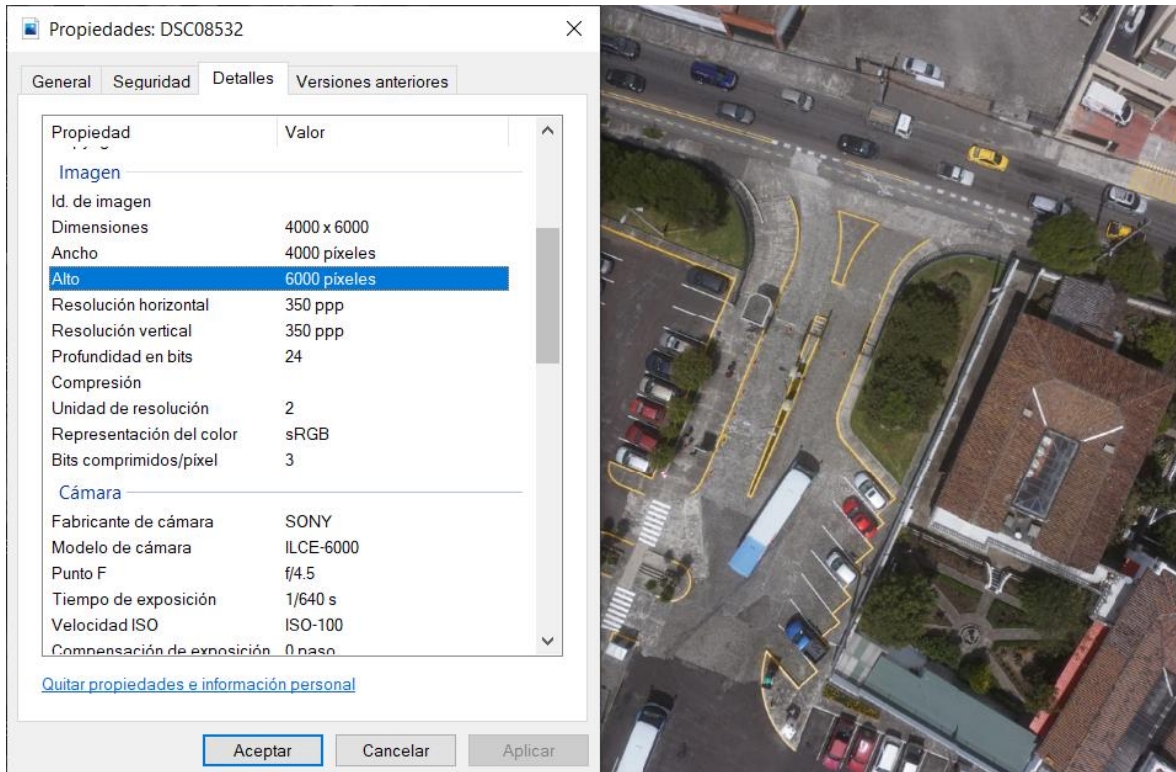 Propiedades: DSC08532
General Seguridad Detalles Versiones anteriores
Propiedad Valor
Imagen
Id. de imagen
Dimensiones 4000 x 6000
Ancho 4000 píxeles
Alto 6000 píxeles
Resolución horizontal 350 ppp
Resolución vertical 350 ppp
Profundidad en bits 24
Compresión
Unidad de resolución 2
Representación del color sRGB
Bits comprimidos/píxel 3
Cámara
Fabricante de cámara SONY
Modelo de cámara ILCE-6000
Punto F f/4.5
Tiempo de exposición 1/640 s
Velocidad ISO ISO-100
Compensación de exposición 0 paso
Quitar propiedades e información personal
Aceptar Cancelar Aplicar